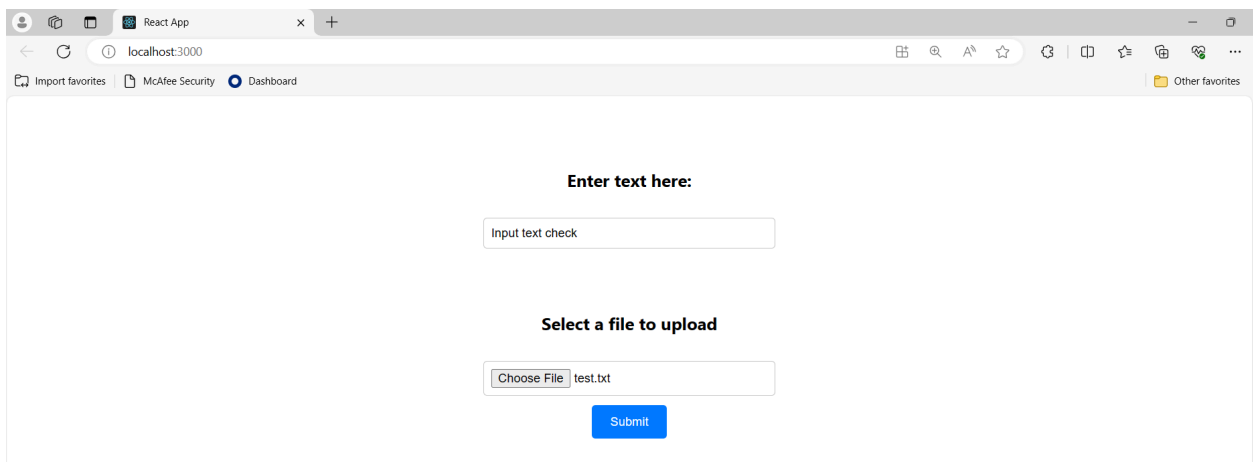 React App
localhost:3000
Import favorites McAfee Security Dashboard Other favorites
Enter text here:
Input text check
Select a file to upload
Choose File test.txt
Submit